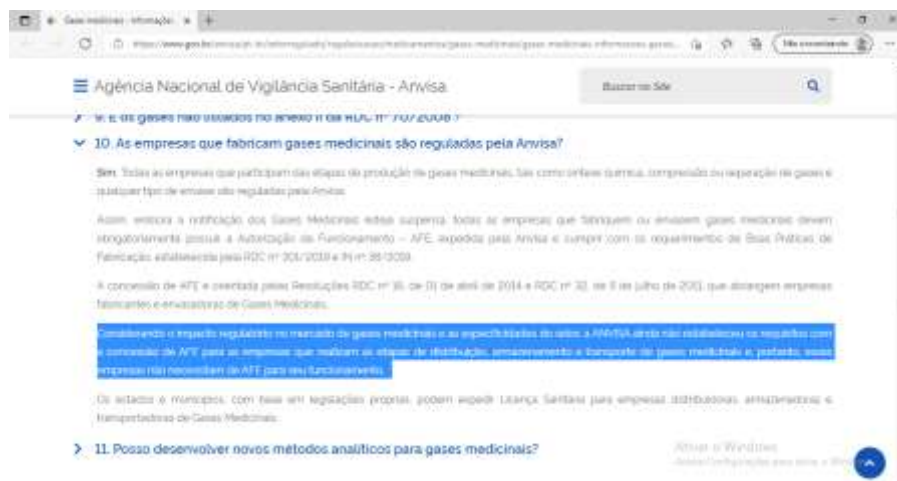 Gases medicinais - Informaçõe
Agência Nacional de Vigilância Sanitária - Anvisa
Buscar no Site
9. E os gases não usados no anexo II da RDC nº 70/2008 ?
10. As empresas que fabricam gases medicinais são reguladas pela Anvisa?
Sim. Todas as empresas que participam das etapas de produção de gases medicinais, tais como síntese química, compressão ou separação de gases e
qualquer tipo de envase são reguladas pela Anvisa.
Assim, embora a notificação dos Gases Medicinais esteja suspensa, todas as empresas que fabriquem ou envasem gases medicinais devem
obrigatoriamente possuir a Autorização de Funcionamento – AFE, expedida pela Anvisa e cumprir com os requerimentos de Boas Práticas de
Fabricação, estabelecida pela RDC nº 301/2019 e IN nº 38/2019.
A concessão de AFE é orientada pelas Resoluções RDC nº 16, de 01 de abril de 2014 e RDC nº 32, de 5 de julho de 2011, que abrangem empresas
fabricantes e envasadoras de Gases Medicinais.
Considerando o impacto regulatório no mercado de gases medicinais e as especificidades do setor, a ANVISA ainda não estabeleceu os requisitos com
a concessão de AFE para as empresas que realizam as etapas de distribuição, armazenamento e transporte de gases medicinais e, portanto, essas
empresas não necessitam de AFE para seu funcionamento.
Os estados e municípios, com base em legislações próprias, podem expedir Licença Sanitária para empresas distribuidoras, armazenadoras e
transportadoras de Gases Medicinais.
11. Posso desenvolver novos métodos analíticos para gases medicinais?
Ativar o Windows